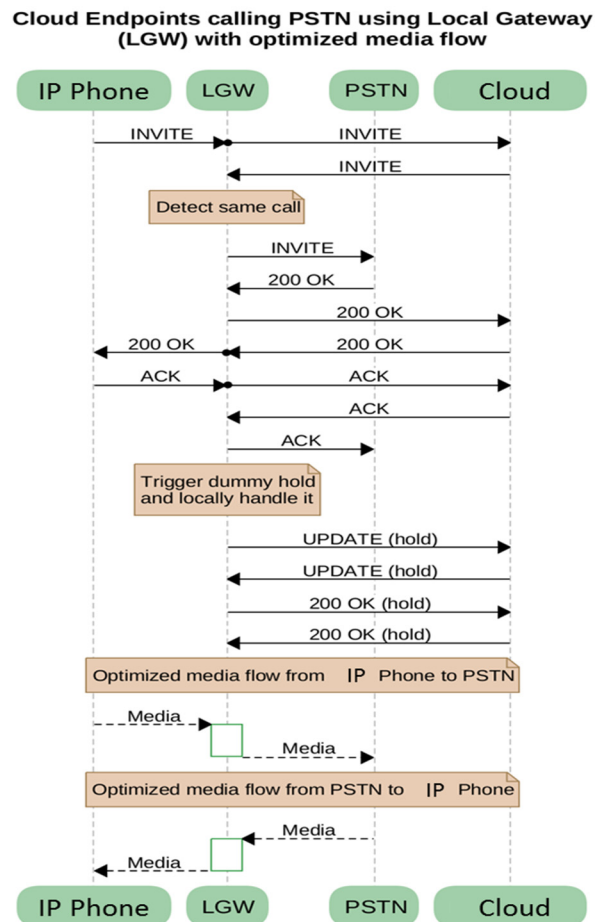 Cloud Endpoints calling PSTN using Local Gateway
(LGW) with optimized media flow
IP Phone LGW PSTN Cloud
INVITE INVITE
INVITE
Detect same call
INVITE
200 OK
200 OK
200 OK 200 OK
ACK ACK
ACK
ACK
Trigger dummy hold
and locally handle it
UPDATE (hold)
UPDATE (hold)
200 OK (hold)
200 OK (hold)
Optimized media flow from IP Phone to PSTN
Media
Media
Optimized media flow from PSTN to IP Phone
Media
Media
IP Phone LGW PSTN Cloud